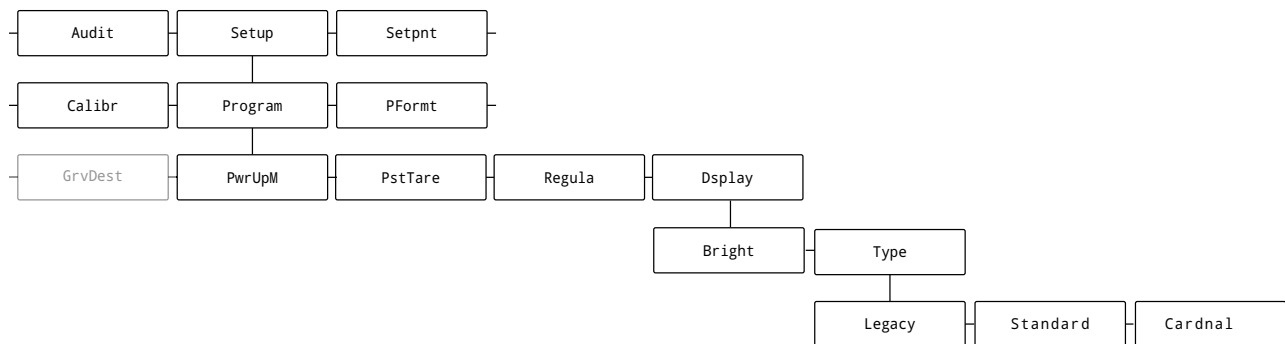 Audit Setup Setpnt
Calibr Program PFormt
GrvDest PwrUpM PstTare Regula Dsplay
Bright Type
Legacy Standard Cardnal